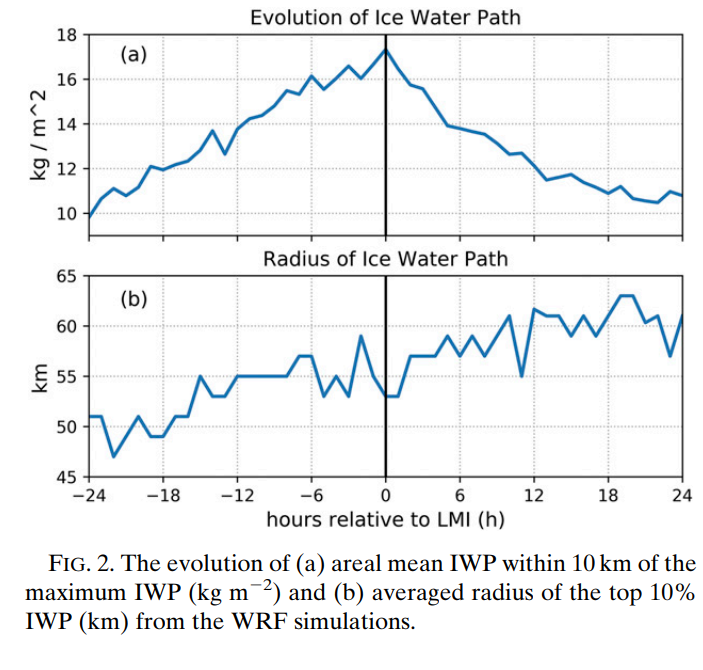 Evolution of Ice Water Path
18
(a)
16
14
12
10
kg / m^2
Radius of Ice Water Path
65
(b)
60
55
50
45
km
−24 −18 −12 −6 0 6 12 18 24
hours relative to LMI (h)
FIG. 2. The evolution of (a) areal mean IWP within 10 km of the
maximum IWP (kg m−2) and (b) averaged radius of the top 10%
IWP (km) from the WRF simulations.